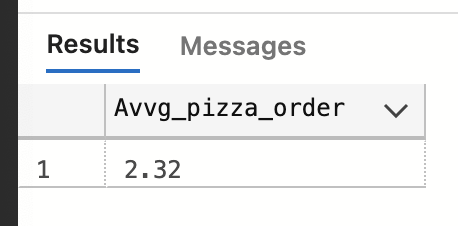 Results Messages
Avvg_pizza_order
1 2.32